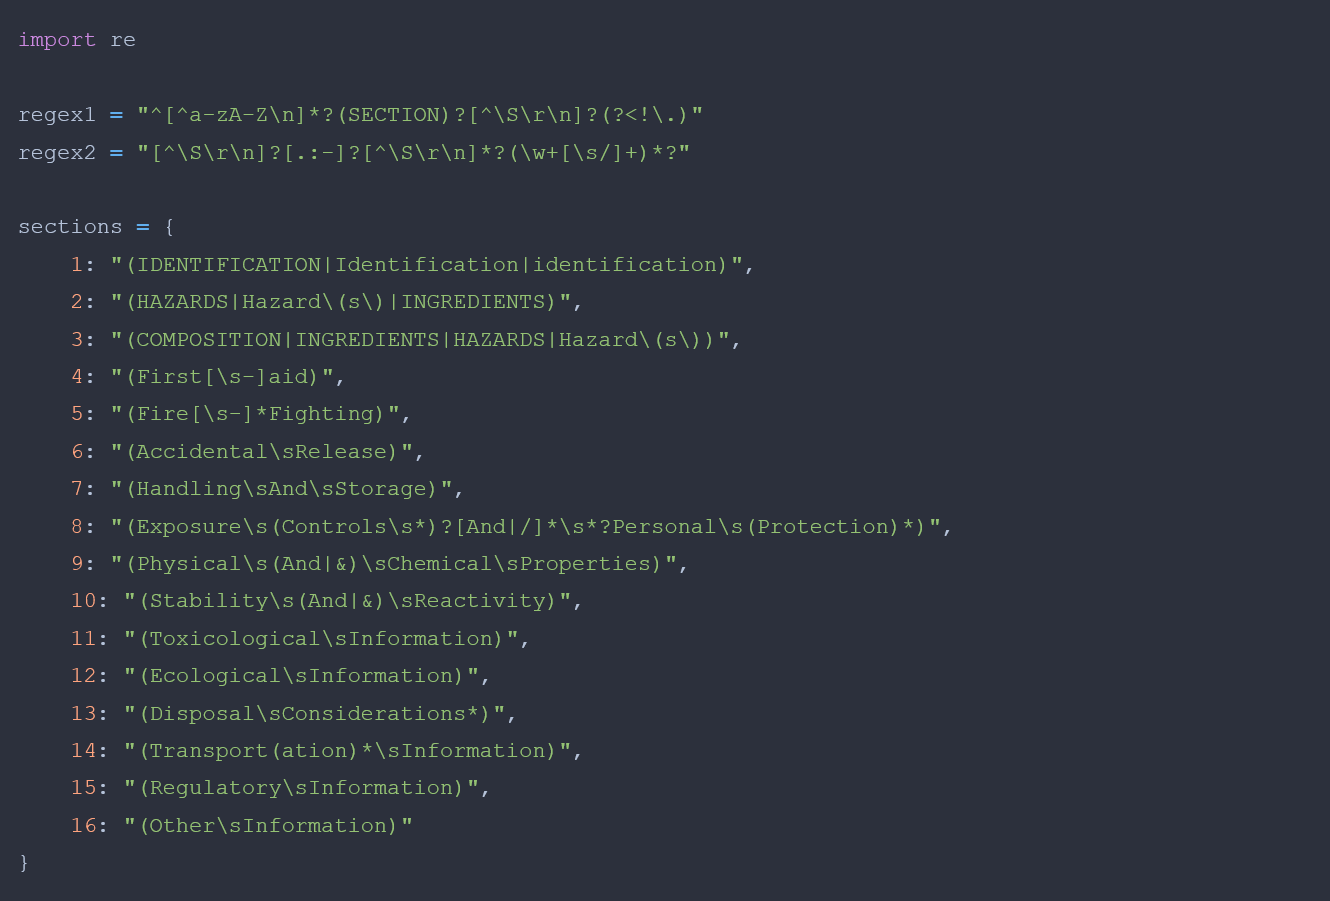 import re
regex1 = "^[^a-zA-Z\n]*?(SECTION)?[^\S\r\n]?(?<!\.)"
regex2 = "[^\S\r\n]?[.:-]?[^\S\r\n]*?(\w+[\s/]+)*?"
sections = {
    1: "(IDENTIFICATION|Identification|identification)",
    2: "(HAZARDS|Hazard\(s\)|INGREDIENTS)",
    3: "(COMPOSITION|INGREDIENTS|HAZARDS|Hazard\(s\))",
    4: "(First[\s-]aid)",
    5: "(Fire[\s-]*Fighting)",
    6: "(Accidental\sRelease)",
    7: "(Handling\sAnd\sStorage)",
    8: "(Exposure\s(Controls\s*)?[And|/]*\s*?Personal\s(Protection)*)",
    9: "(Physical\s(And|&)\sChemical\sProperties)",
    10: "(Stability\s(And|&)\sReactivity)",
    11: "(Toxicological\sInformation)",
    12: "(Ecological\sInformation)",
    13: "(Disposal\sConsiderations*)",
    14: "(Transport(ation)*\sInformation)",
    15: "(Regulatory\sInformation)",
    16: "(Other\sInformation)"
}